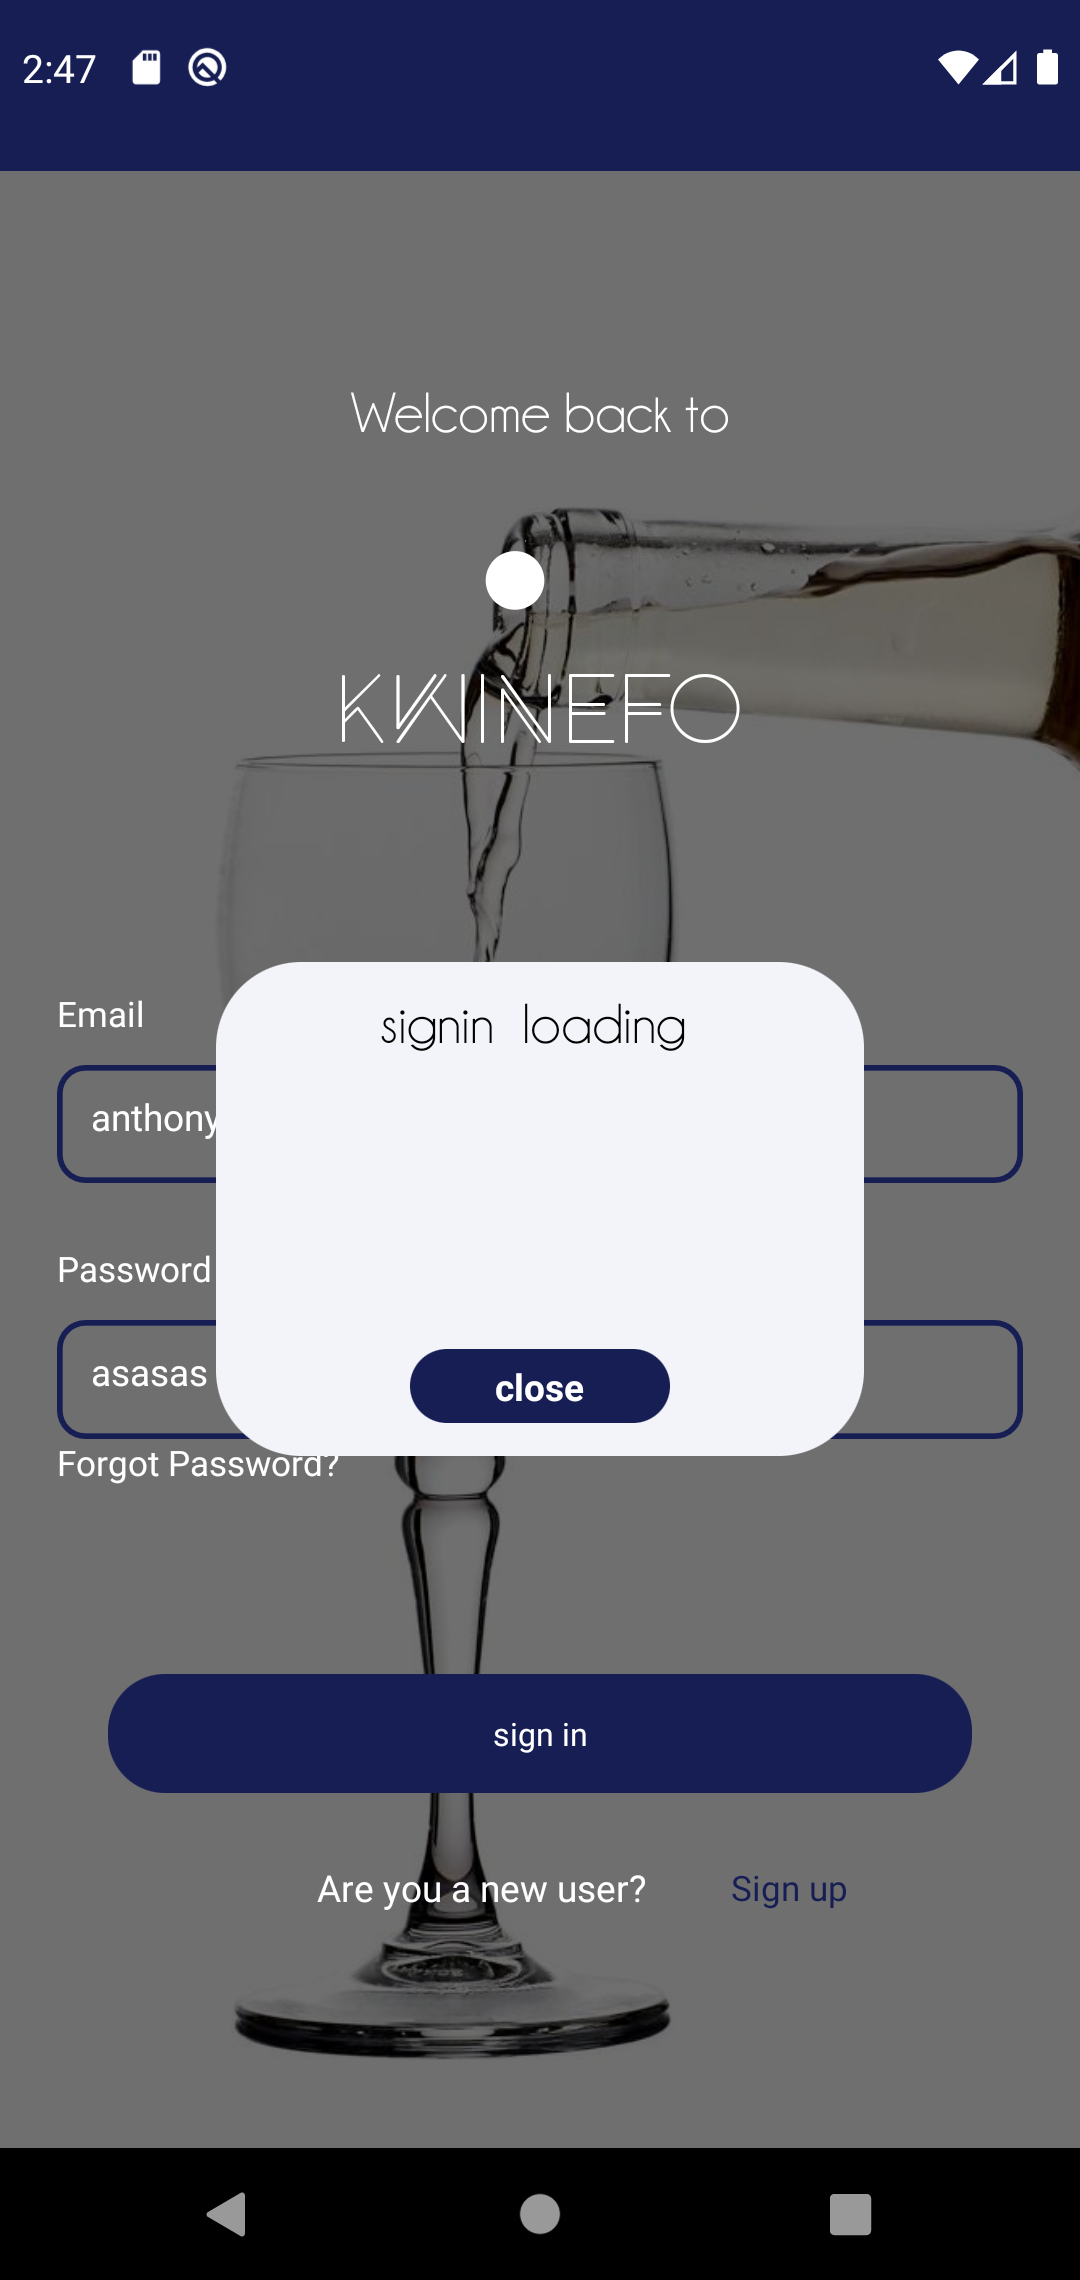 2:47
Welcome back to
KWINEFO
Email
signin loading
anthony
Password
asasas
close
Forgot Password?
sign in
Are you a new user? Sign up